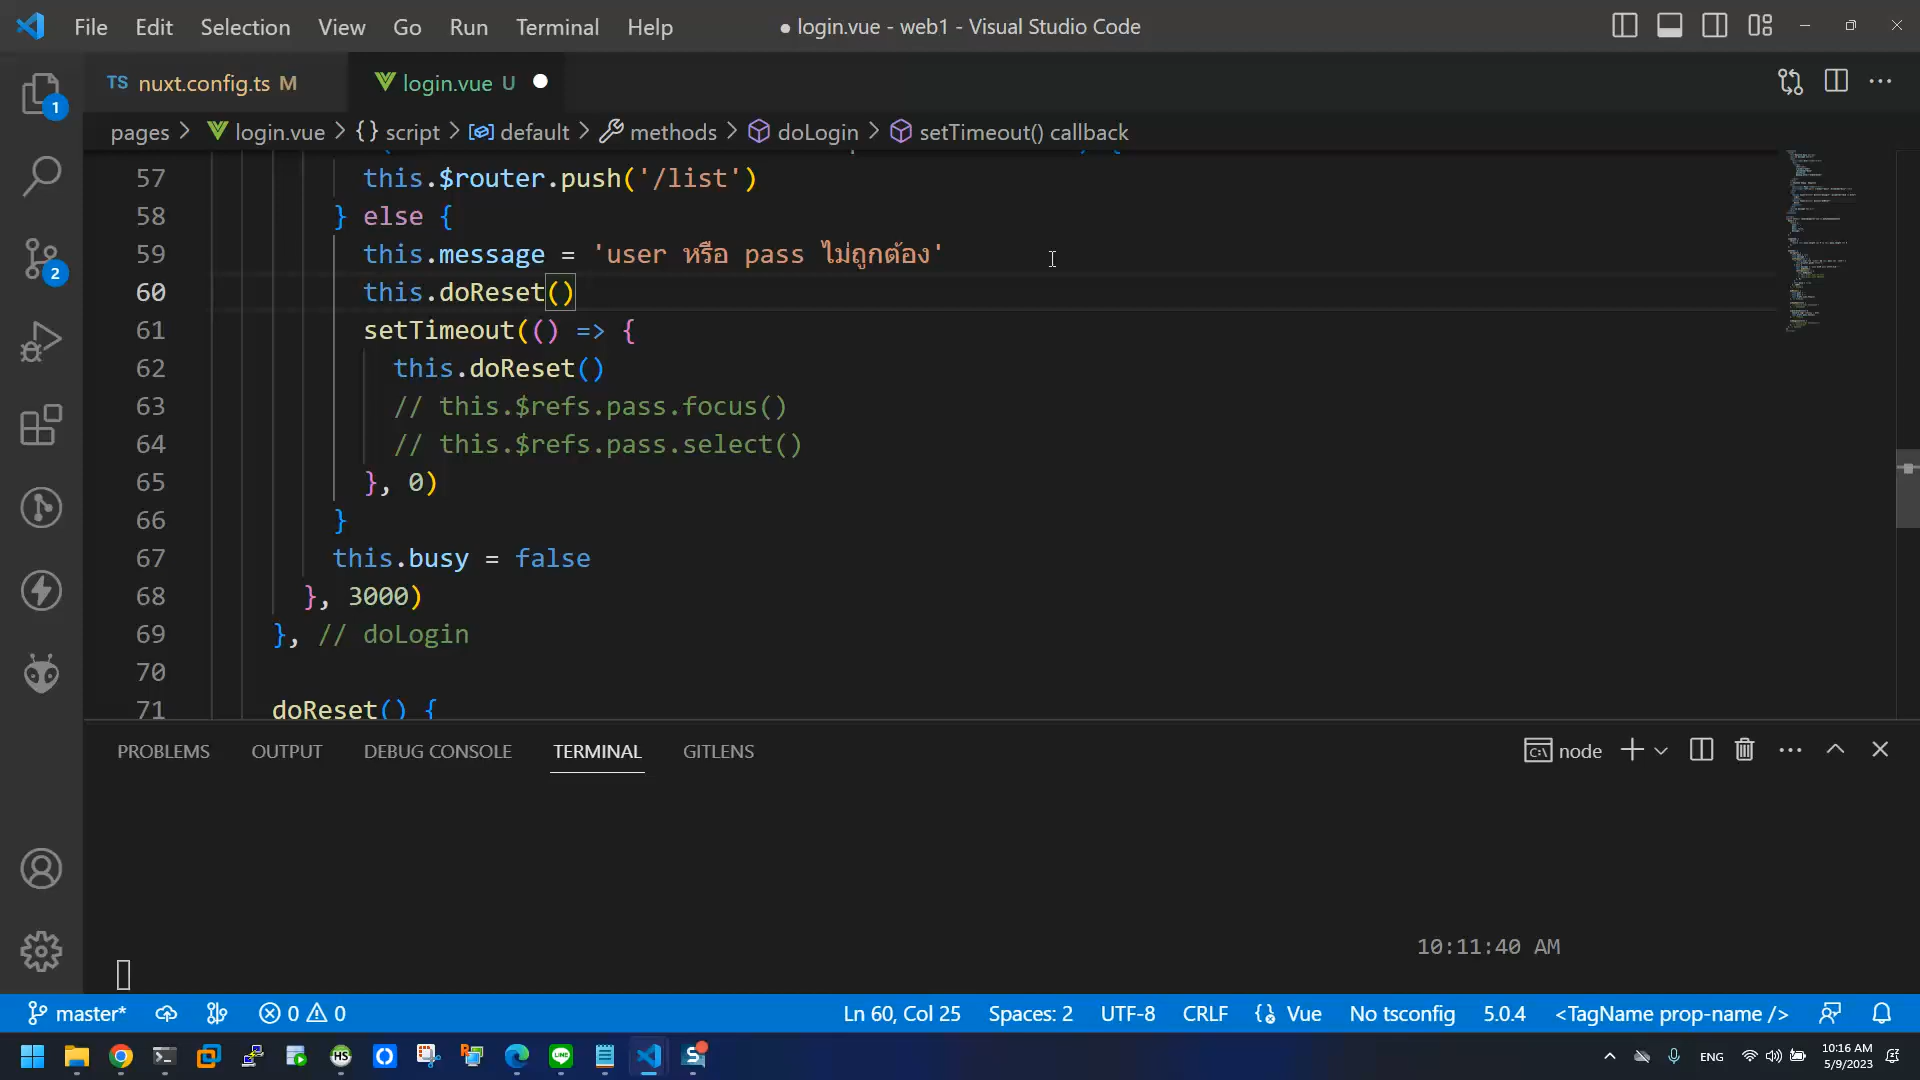 File Edit Selection View Go Run Terminal Help
● login.vue - web1 - Visual Studio Code
TS nuxt.config.ts M
login.vue U
pages > login.vue > {} script > default > methods > doLogin > setTimeout() callback
57 this.$router.push('/list')
58 } else {
59 this.message = 'user หรือ pass ไม่ถูกต้อง'
60 this.doReset()
61 setTimeout(() => {
62 this.doReset()
63 // this.$refs.pass.focus()
64 // this.$refs.pass.select()
65 }, 0)
66 }
67 this.busy = false
68 }, 3000)
69 }, // doLogin
70
71 doReset() {
1
2
PROBLEMS OUTPUT DEBUG CONSOLE TERMINAL GITLENS
node
10:11:40 AM
master* 0 0 Ln 60, Col 25 Spaces: 2 UTF-8 CRLF Vue No tsconfig 5.0.4 <TagName prop-name />
HS LINE S ENG 10:16 AM
5/9/2023